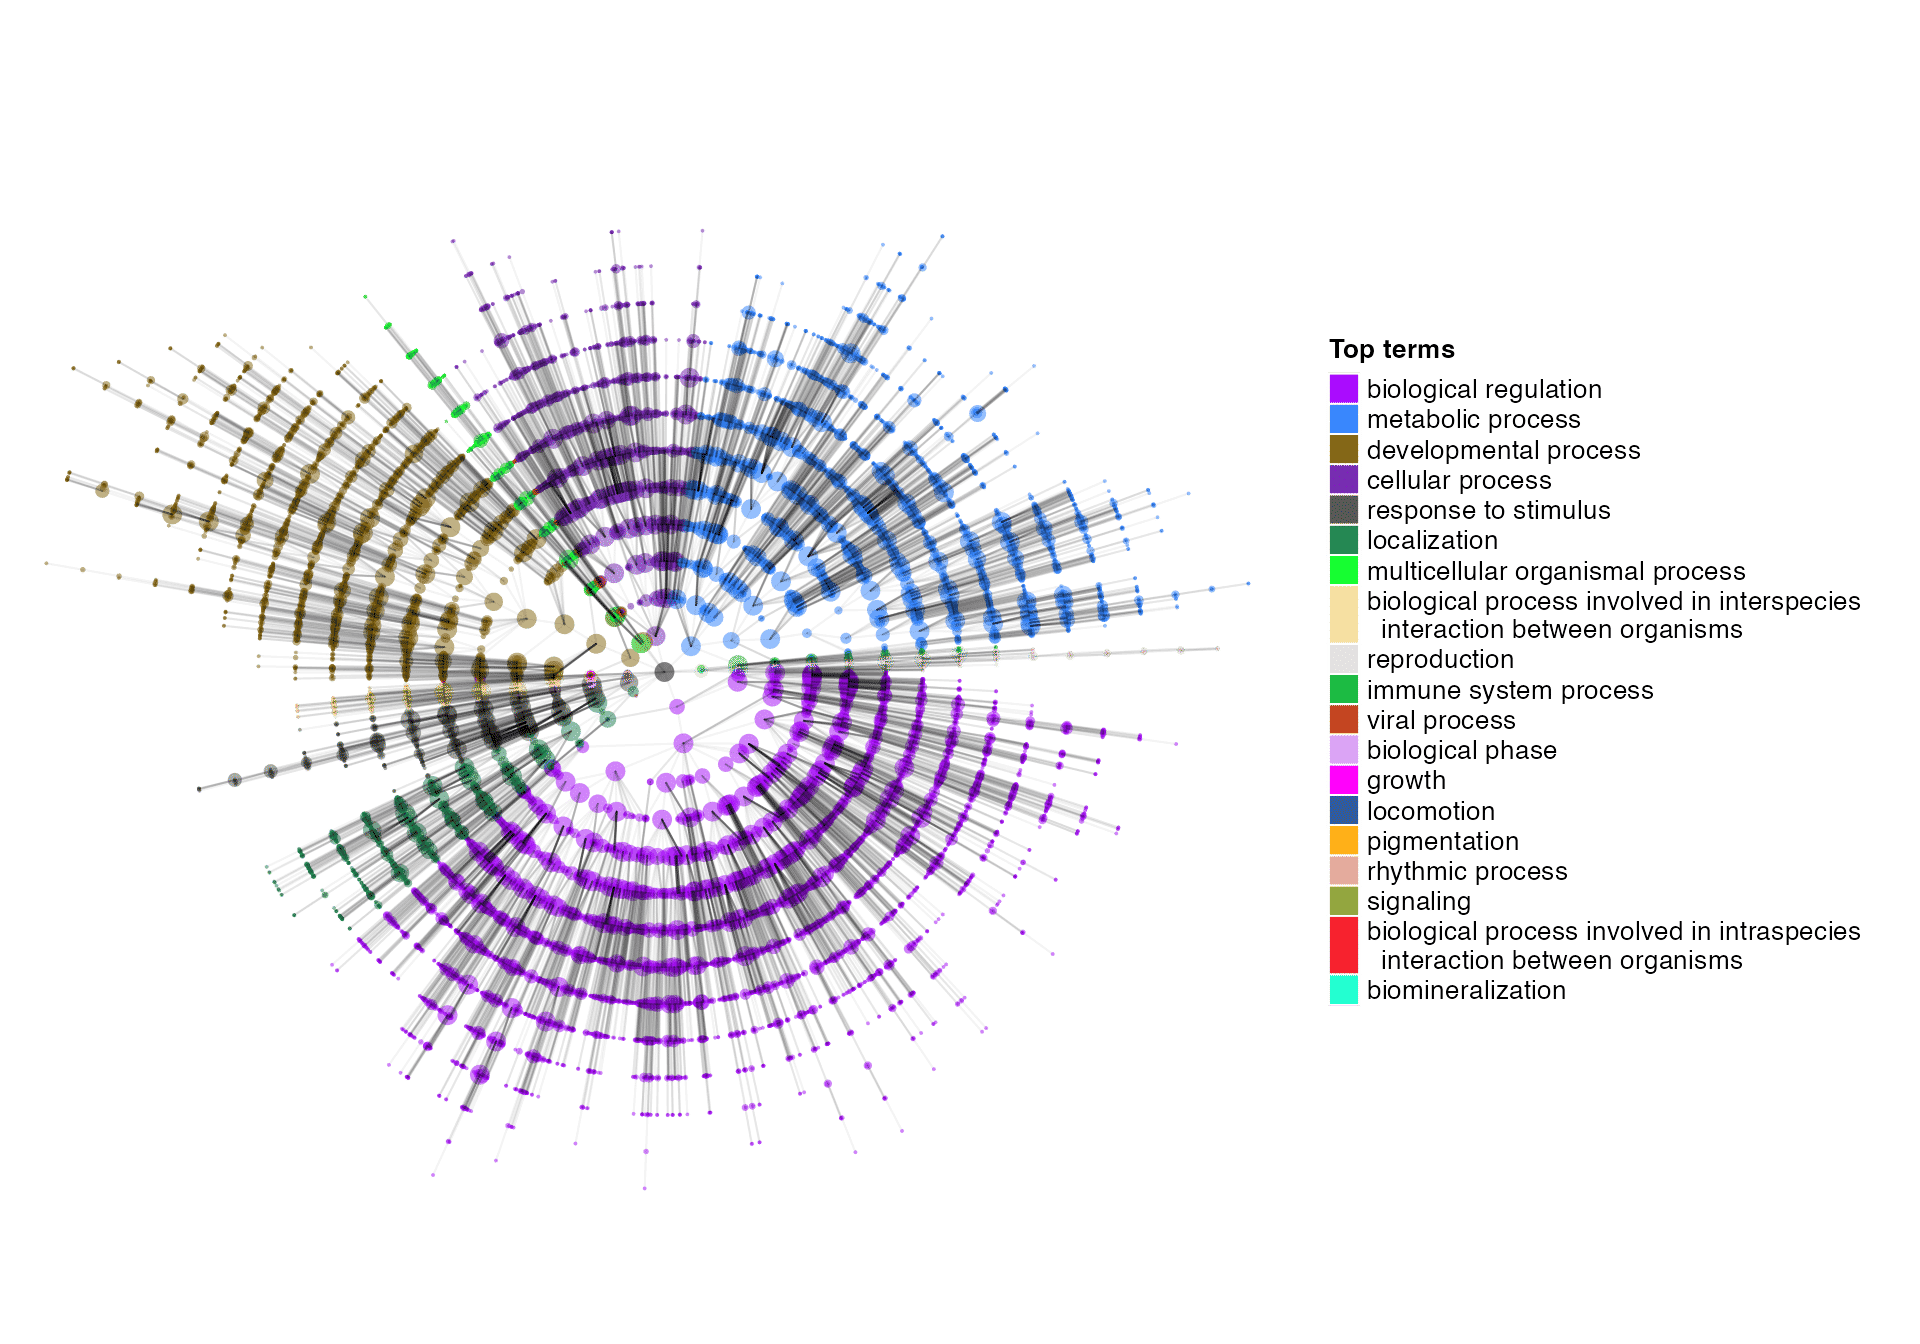 Top terms
biological regulation
metabolic process
developmental process
cellular process
response to stimulus
localization
multicellular organismal process
biological process involved in interspecies
interaction between organisms
reproduction
immune system process
viral process
biological phase
growth
locomotion
pigmentation
rhythmic process
signaling
biological process involved in intraspecies
interaction between organisms
biomineralization